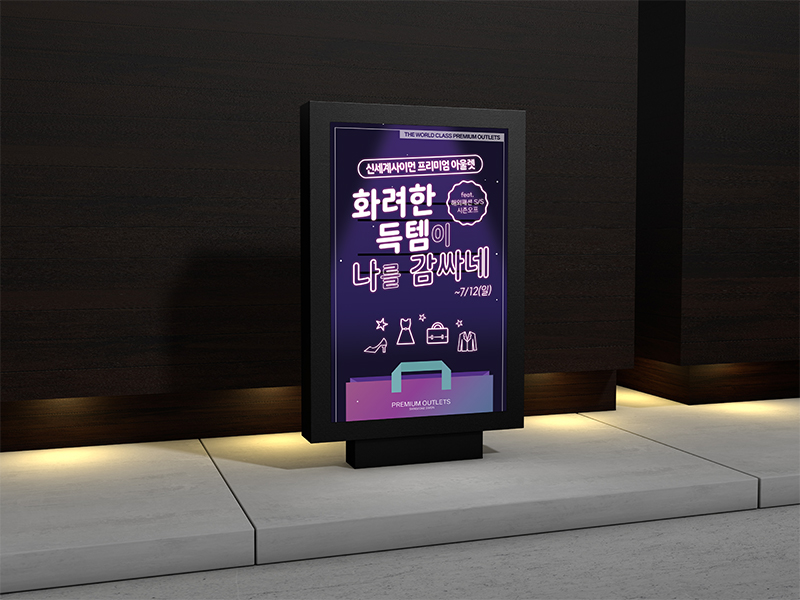 THE WORLD CLASS PREMIUM OUTLETS
신세계사이먼 프리미엄 아울렛
feat.
해외패션 S/S
시즌오프
화려한
득템이
나를 감싸네
~7/12(일)
PREMIUM OUTLETS